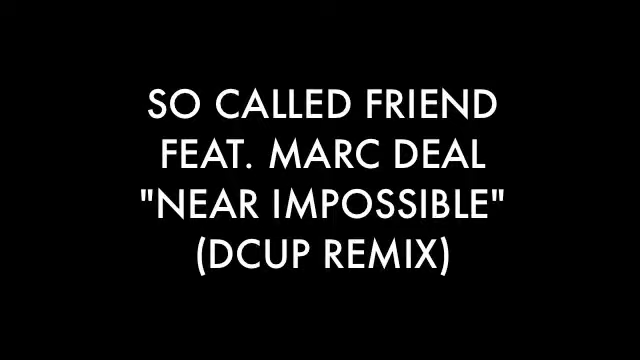 SO CALLED FRIEND
FEAT. MARC DEAL
"NEAR IMPOSSIBLE"
(DCUP REMIX)